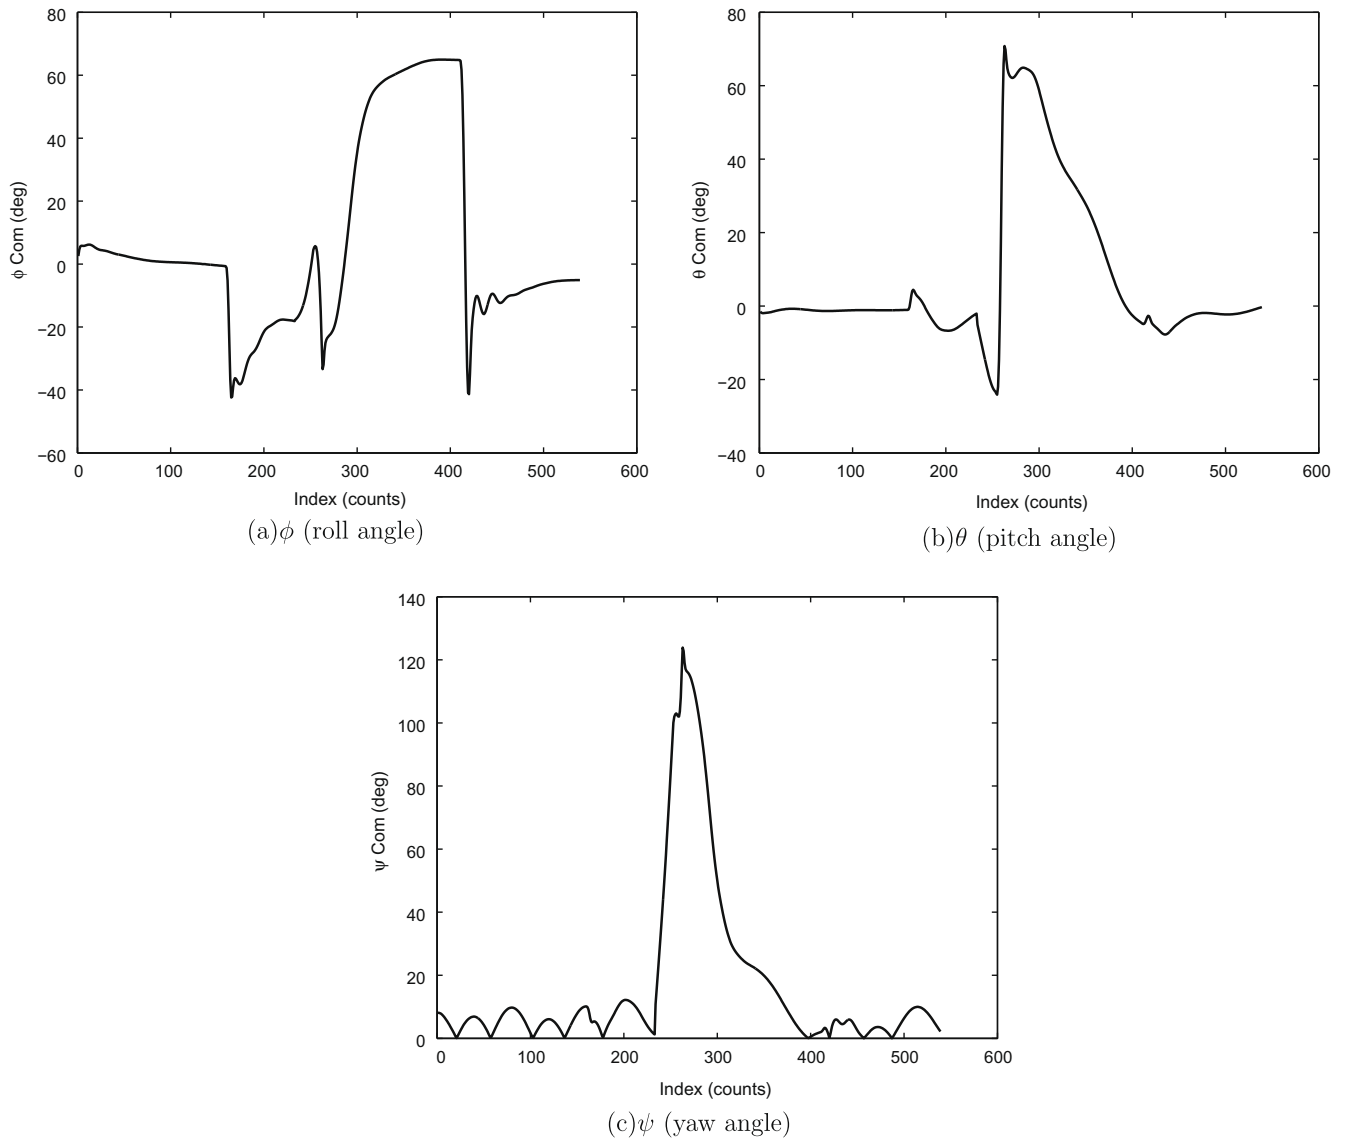 80
60
40
20
0
−20
−40
−60
φ Com (deg)
0 100 200 300 400 500 600
Index (counts)
(a)φ (roll angle)
80
60
40
20
0
−20
−40
θ Com (deg)
0 100 200 300 400 500 600
Index (counts)
(b)θ (pitch angle)
140
120
100
80
60
40
20
0
ψ Com (deg)
0 100 200 300 400 500 600
Index (counts)
(c)ψ (yaw angle)